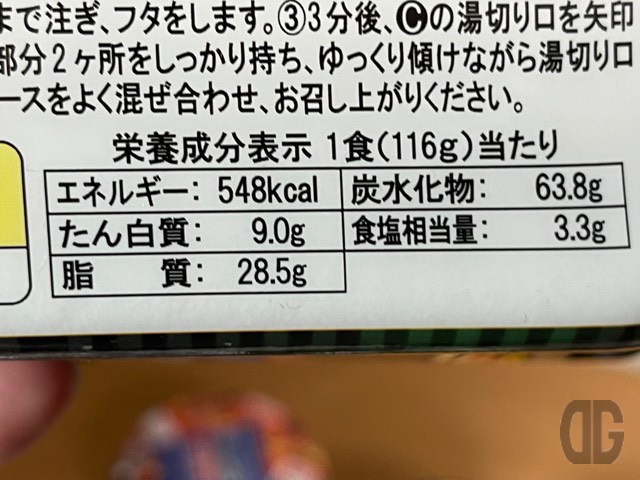 まで注ぎ、フタをします。③3分後、Ⓒの湯切り口を矢印
部分2ヶ所をしっかり持ち、ゆっくり傾けながら湯切り口
ースをよく混ぜ合わせ、お召し上がりください。
栄養成分表示 1食(116g)当たり
エネルギー: 548kcal 炭水化物: 63.8g
たん白質: 9.0g 食塩相当量: 3.3g
脂 質: 28.5g
DG